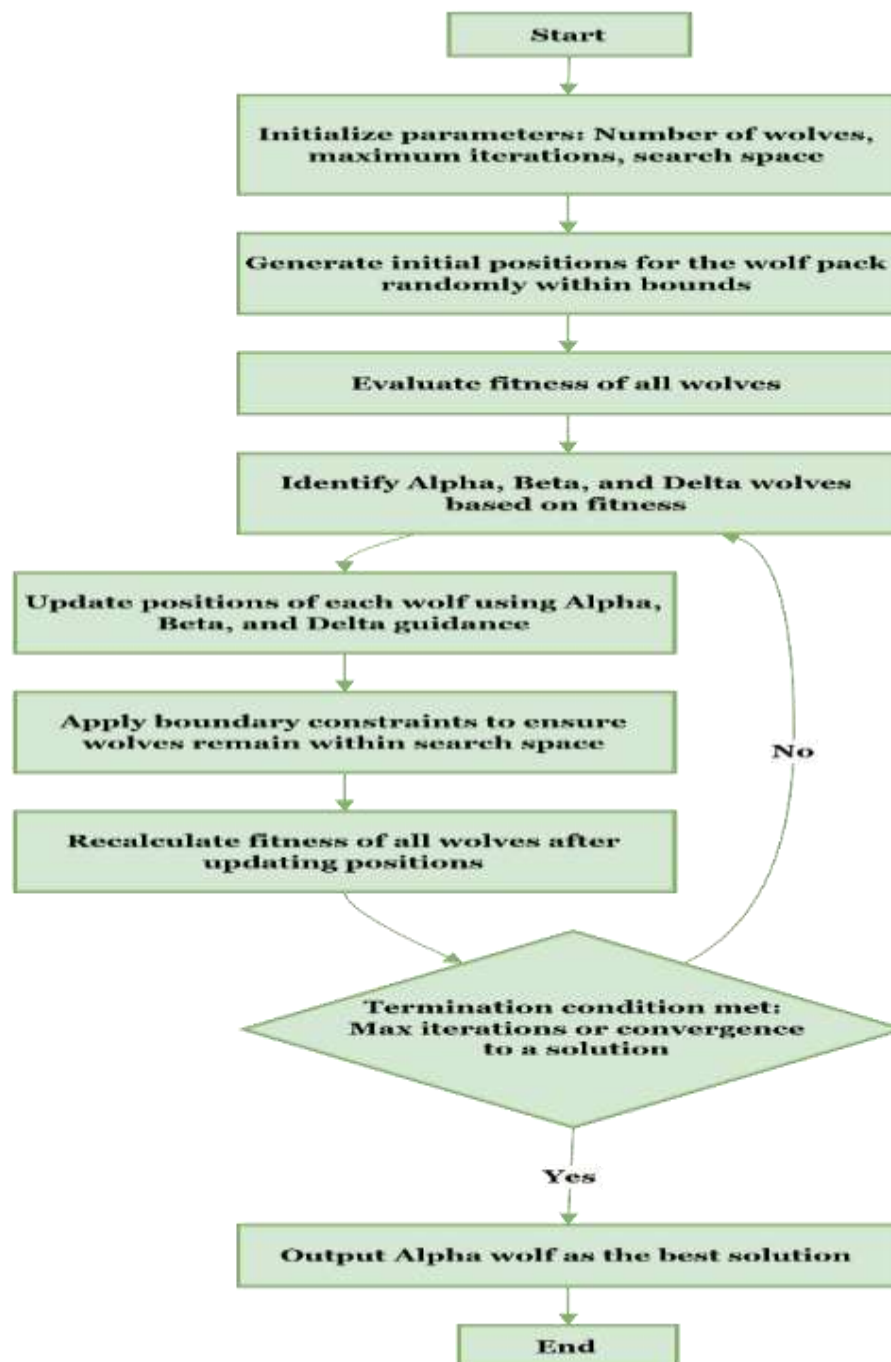 Start
Initialize parameters: Number of wolves,
maximum iterations, search space
Generate initial positions for the wolf pack
randomly within bounds
Evaluate fitness of all wolves
Identify Alpha, Beta, and Delta wolves
based on fitness
Update positions of each wolf using Alpha,
Beta, and Delta guidance
Apply boundary constraints to ensure
wolves remain within search space
No
Recalculate fitness of all wolves after
updating positions
Termination condition met:
Max iterations or convergence
to a solution
Yes
Output Alpha wolf as the best solution
End